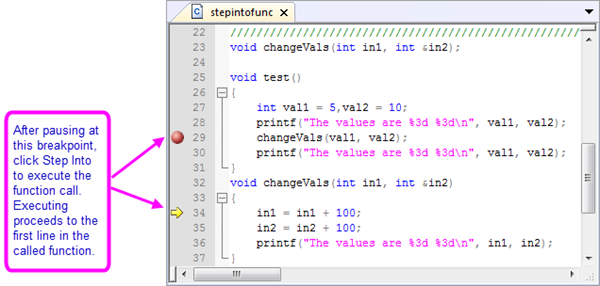 stepintofunc
After pausing at
this breakpoint,
click Step Into
to execute the
function call.
Executing
proceeds to the
first line in the
called function.
22 //////////////////////////////////////////////////////
23 void changeVals(int in1, int &in2);
24
25 void test()
26 {
27 int val1 = 5,val2 = 10;
28 printf("The values are %3d %3d\n", val1, val2);
29 changeVals(val1, val2);
30 printf("The values are %3d %3d\n", val1, val2);
31 }
32 void changeVals(int in1, int &in2)
33 {
34 in1 = in1 + 100;
35 in2 = in2 + 100;
36 printf("The values are %3d %3d\n", in1, in2);
37 }